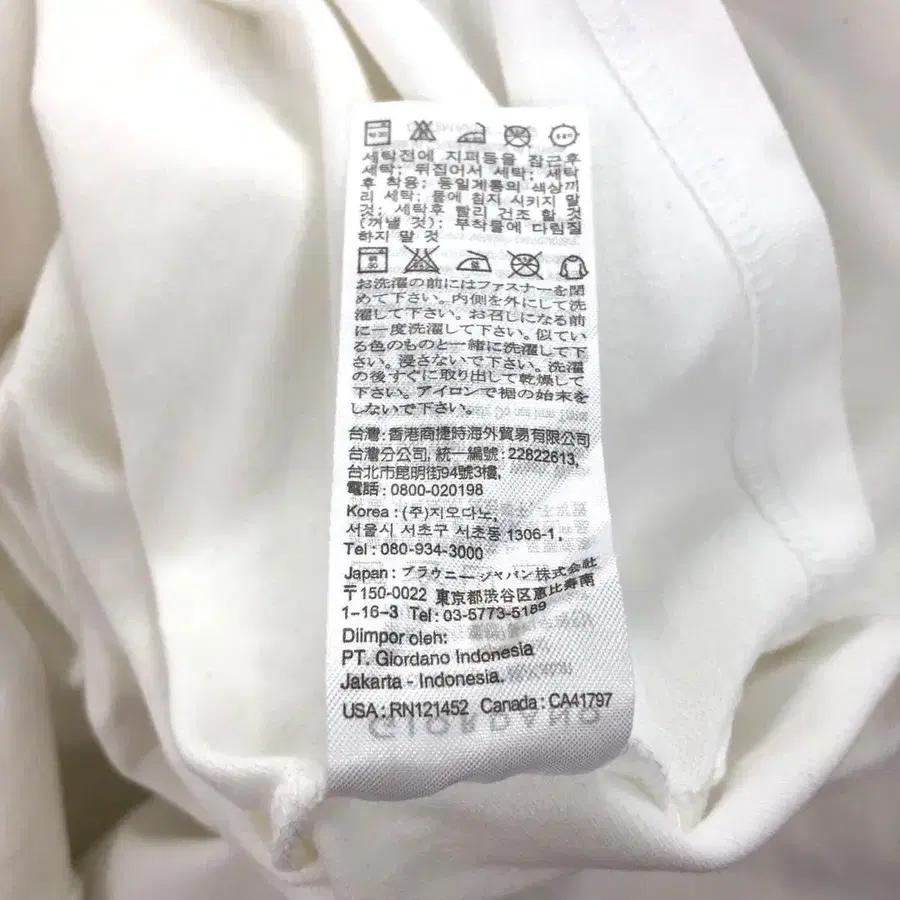 세탁전에 지퍼등을 잠근후
세탁; 뒤집어서 세탁; 세탁
후 착용; 동일계통의 색상끼
리 세탁; 물에 침지 시키지 말
것; 세탁후 빨리 건조 할 것
(꺼낼 것); 부착물에 다림질
하지 말 것
お洗濯の前にはファスナーを閉
めて下さい。内側を外にして洗
濯して下さい。お召しになる前
に一度洗濯して下さい。似てい
る色のものと一緒に洗濯して下
さい。浸さないで下さい。洗濯
の後すぐに取り出して乾燥して
下さい。アイロンで裾の始末を
しないで下さい。
台灣:香港商捷時海外貿易有限公司
台灣分公司, 統一編號:22822613,
台北市昆明街94號3樓,
電話:0800-020198
Korea : (주)지오다노,
서울시 서초구 서초동 1306-1,
Tel : 080-934-3000
Japan : ブラウニージャパン株式会社
〒150-0022 東京都渋谷区恵比寿南
1-16-3 Tel: 03-5773-5189
Diimpor oleh:
PT. Giordano Indonesia
Jakarta - Indonesia.
USA : RN121452 Canada : CA41797
GIORDANO